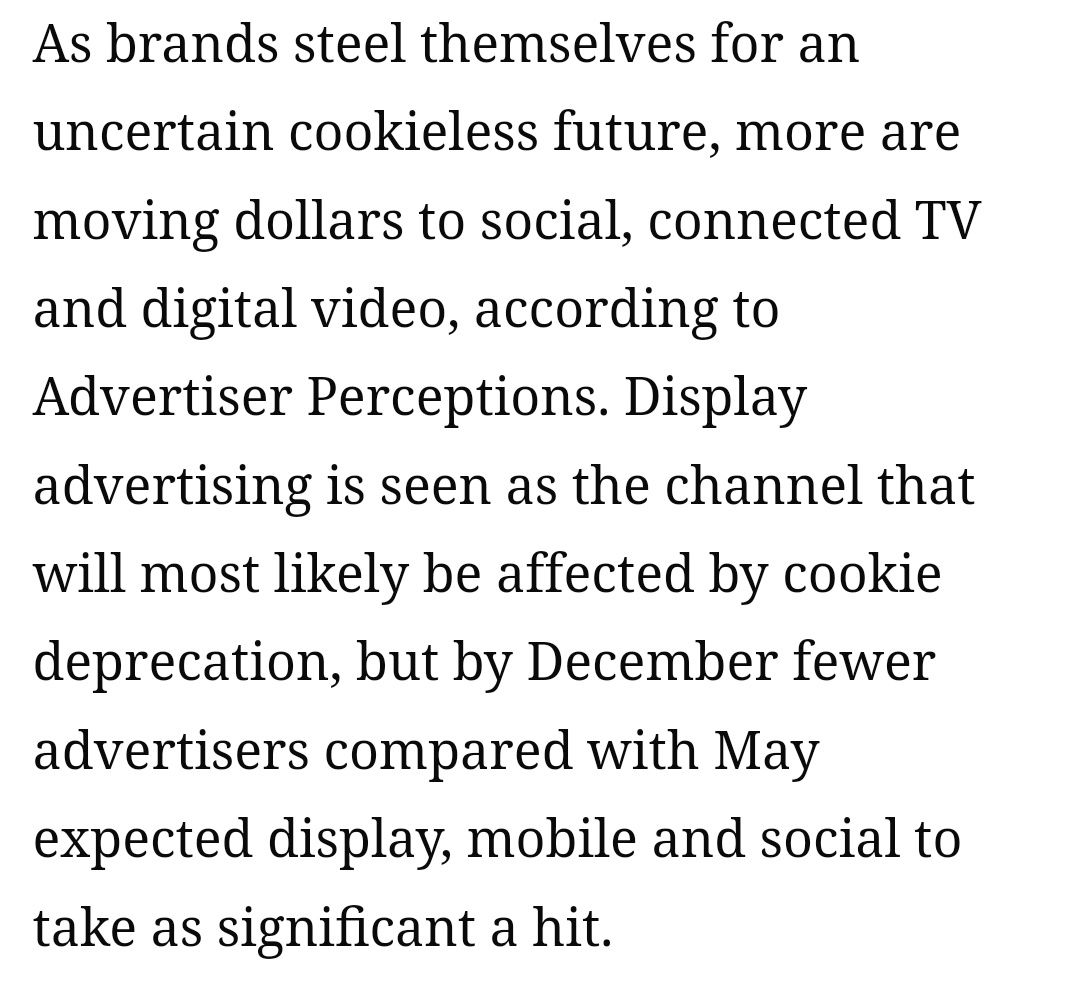 As brands steel themselves for an
uncertain cookieless future, more are
moving dollars to social, connected TV
and digital video, according to
Advertiser Perceptions. Display
advertising is seen as the channel that
will most likely be affected by cookie
deprecation, but by December fewer
advertisers compared with May
expected display, mobile and social to
take as significant a hit.